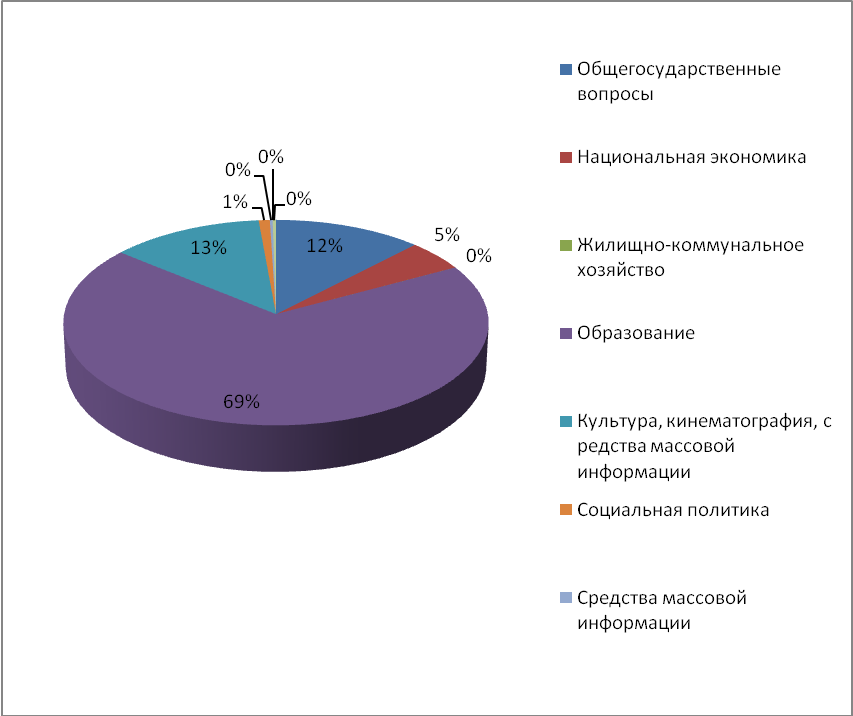 0%
0%
1%
0%
13%
12%
5%
0%
69%
Общегосударственные
вопросы
Национальная экономика
Жилищно-коммунальное
хозяйство
Образование
Культура, кинематография, с
редства массовой
информации
Социальная политика
Средства массовой
информации